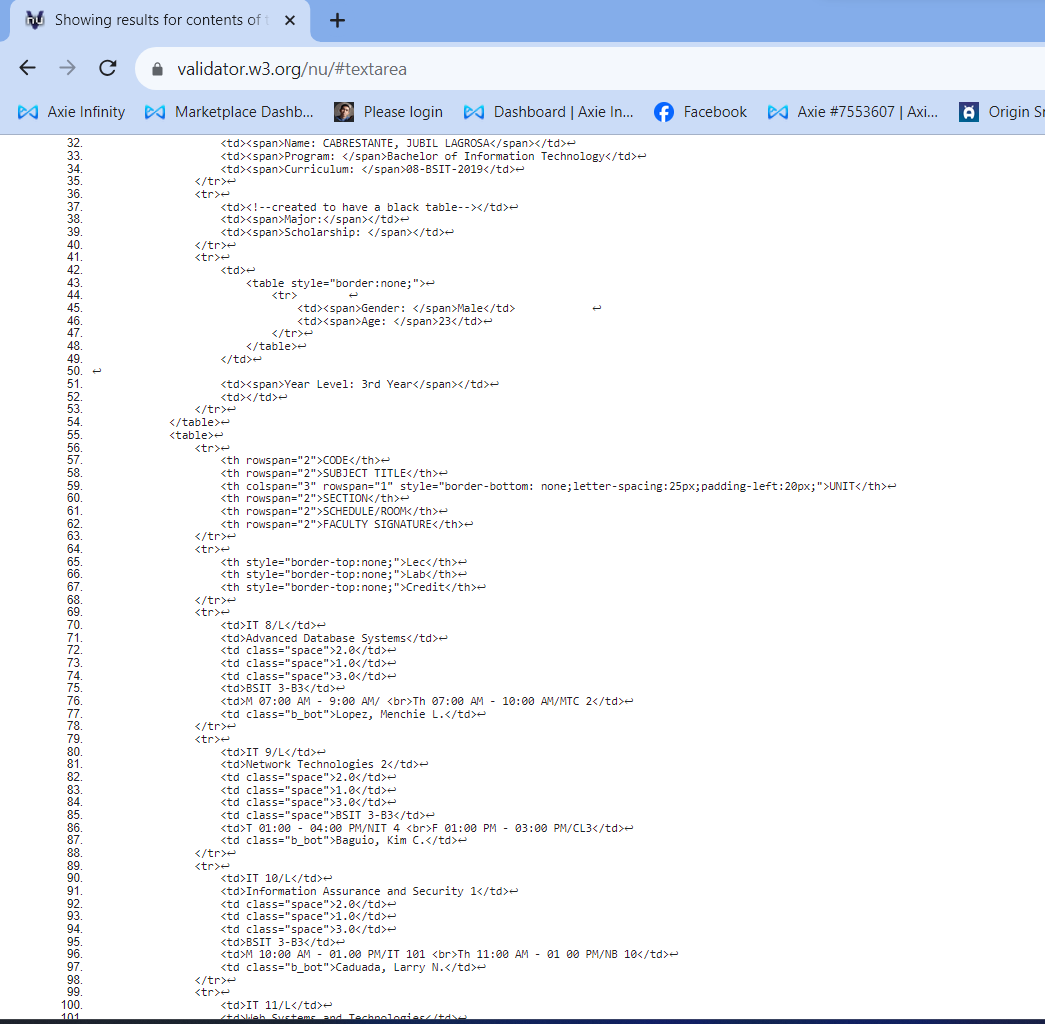 Showing results for contents of t
validator.w3.org/nu/#textarea
Axie Infinity Marketplace Dashb... Please login Dashboard | Axie In... Facebook Axie #7553607 | Axi... Origin Sr
32. <td><span>Name: CABRESTANTE, JUBIL LAGROSA</span></td>↩
33. <td><span>Program: </span>Bachelor of Information Technology</td>↩
34. <td><span>Curriculum: </span>08-BSIT-2019</td>↩
35. </tr>↩
36. <tr>↩
37. <td><!--created to have a black table--></td>↩
38. <td><span>Major:</span></td>↩
39. <td><span>Scholarship: </span></td>↩
40. </tr>↩
41. <tr>↩
42. <td>↩
43. <table style="border:none;">↩
44. <tr> ↩
45. <td><span>Gender: </span>Male</td> ↩
46. <td><span>Age: </span>23</td>↩
47. </tr>↩
48. </table>↩
49. </td>↩
50. ↩
51. <td><span>Year Level: 3rd Year</span></td>↩
52. <td></td>↩
53. </tr>↩
54. </table>↩
55. <table>↩
56. <tr>↩
57. <th rowspan="2">CODE</th>↩
58. <th rowspan="2">SUBJECT TITLE</th>↩
59. <th colspan="3" rowspan="1" style="border-bottom: none;letter-spacing:25px;padding-left:20px;">UNIT</th>↩
60. <th rowspan="2">SECTION</th>↩
61. <th rowspan="2">SCHEDULE/ROOM</th>↩
62. <th rowspan="2">FACULTY SIGNATURE</th>↩
63. </tr>↩
64. <tr>↩
65. <th style="border-top:none;">Lec</th>↩
66. <th style="border-top:none;">Lab</th>↩
67. <th style="border-top:none;">Credit</th>↩
68. </tr>↩
69. <tr>↩
70. <td>IT 8/L</td>↩
71. <td>Advanced Database Systems</td>↩
72. <td class="space">2.0</td>↩
73. <td class="space">1.0</td>↩
74. <td class="space">3.0</td>↩
75. <td>BSIT 3-B3</td>↩
76. <td>M 07:00 AM - 9:00 AM/ <br>Th 07:00 AM - 10:00 AM/MTC 2</td>↩
77. <td class="b_bot">Lopez, Menchie L.</td>↩
78. </tr>↩
79. <tr>↩
80. <td>IT 9/L</td>↩
81. <td>Network Technologies 2</td>↩
82. <td class="space">2.0</td>↩
83. <td class="space">1.0</td>↩
84. <td class="space">3.0</td>↩
85. <td class="space">BSIT 3-B3</td>↩
86. <td>T 01:00 - 04:00 PM/NIT 4 <br>F 01:00 PM - 03:00 PM/CL3</td>↩
87. <td class="b_bot">Baguio, Kim C.</td>↩
88. </tr>↩
89. <tr>↩
90. <td>IT 10/L</td>↩
91. <td>Information Assurance and Security 1</td>↩
92. <td class="space">2.0</td>↩
93. <td class="space">1.0</td>↩
94. <td class="space">3.0</td>↩
95. <td>BSIT 3-B3</td>↩
96. <td>M 10:00 AM - 01.00 PM/IT 101 <br>Th 11:00 AM - 01 00 PM/NB 10</td>↩
97. <td class="b_bot">Caduada, Larry N.</td>↩
98. </tr>↩
99. <tr>↩
100. <td>IT 11/L</td>↩
101. <td>Web Systems and Technologies</td>↩